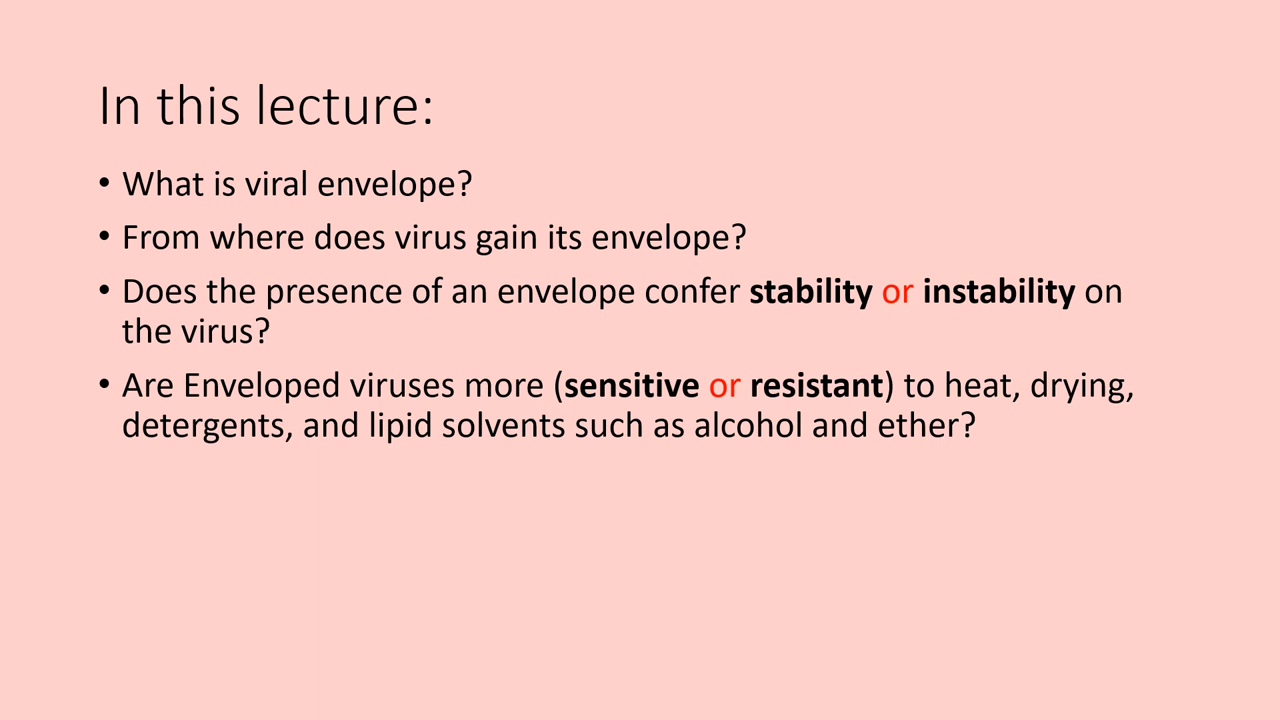 In this lecture:
• What is viral envelope?
• From where does virus gain its envelope?
• Does the presence of an envelope confer stability or instability on
the virus?
• Are Enveloped viruses more (sensitive or resistant) to heat, drying,
detergents, and lipid solvents such as alcohol and ether?